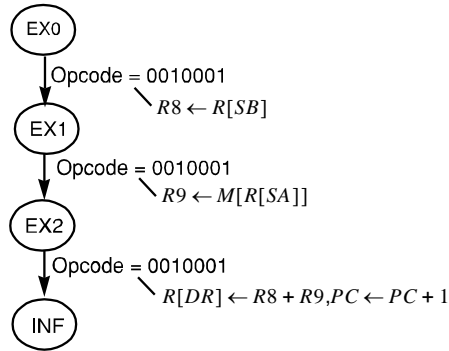 EX0
Opcode = 0010001
R8 ← R[SB]
EX1
Opcode = 0010001
R9 ← M[R[SA]]
EX2
Opcode = 0010001
R[DR] ← R8 + R9,PC ← PC + 1
INF